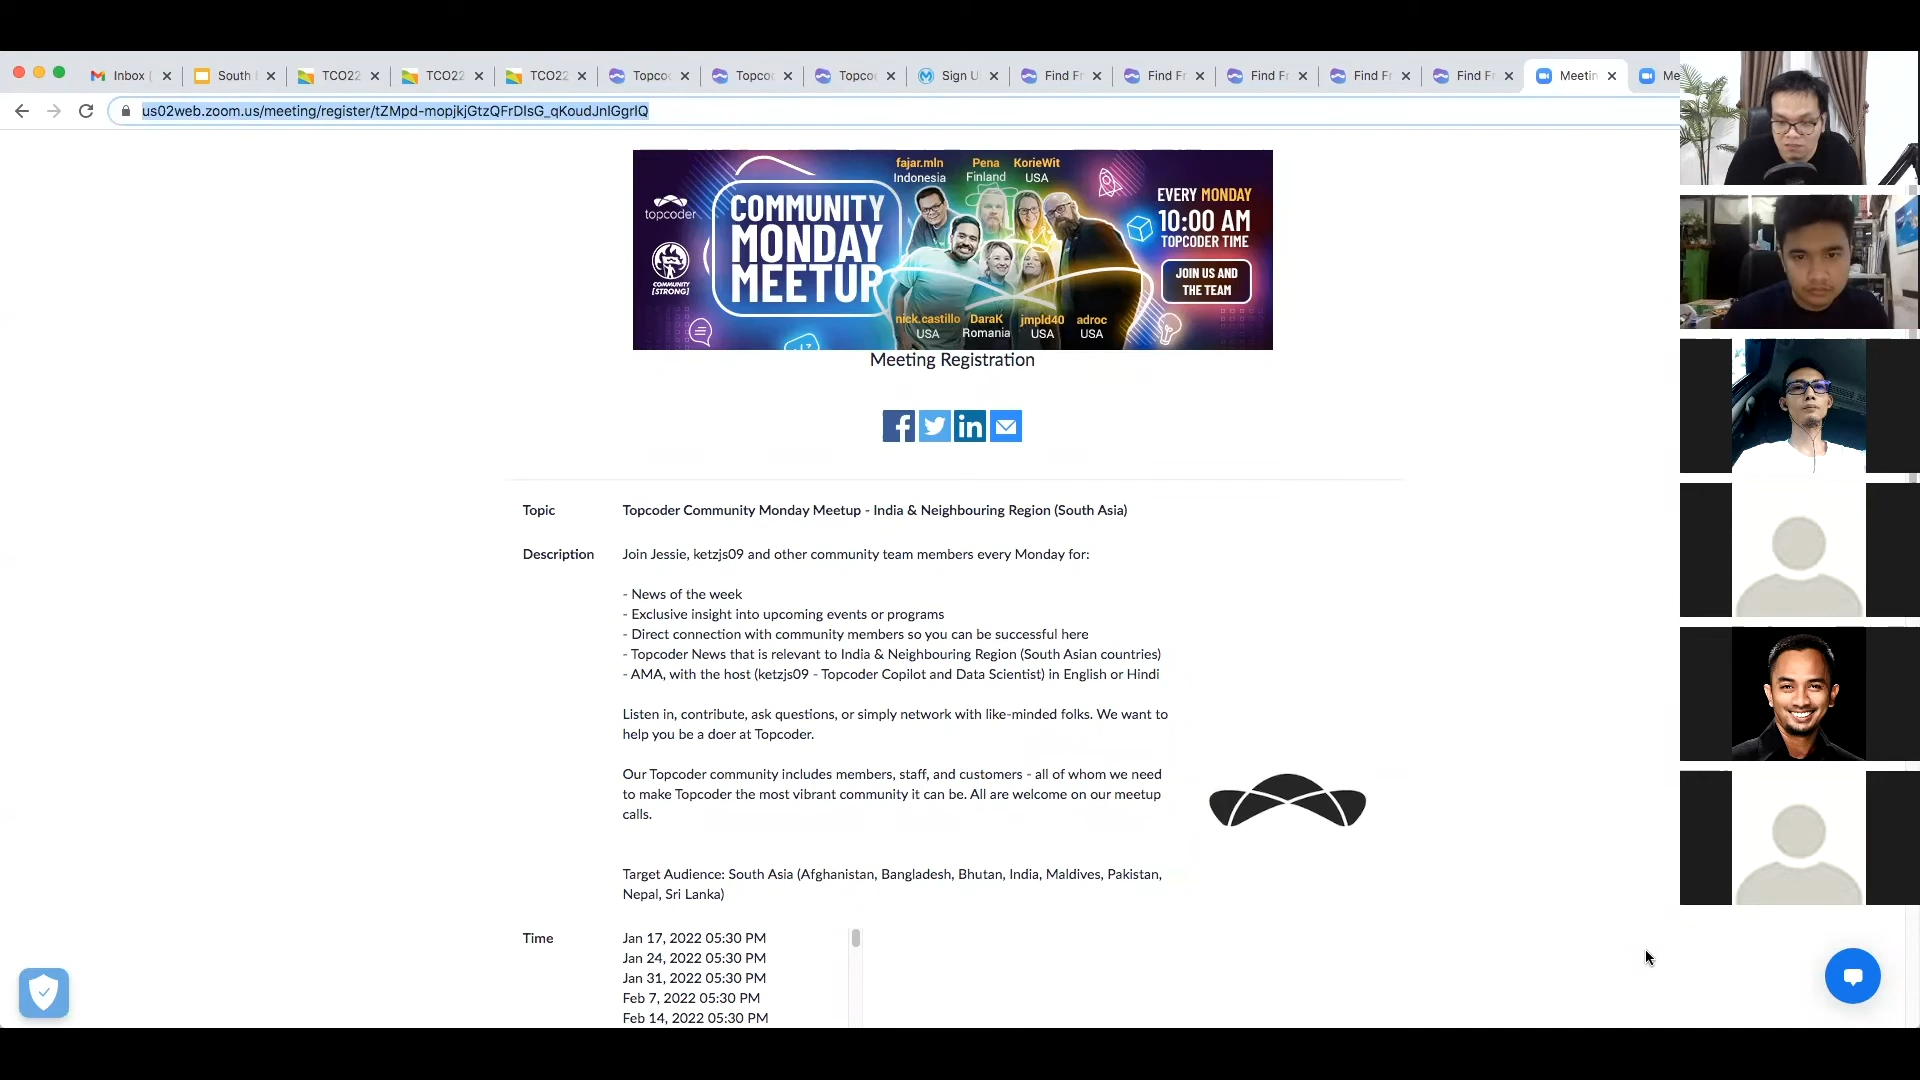 Inbox (
South
TCO22
TCO22
TCO22
Topco
Topco
Topco
Sign U
Find Fr
Find Fr
Find Fr
Find Fr
Find Fr
Meetin
Me
us02web.zoom.us/meeting/register/tZMpd-mopjkjGtzQFrDIsG_qKoudJnIGgrIQ
topcoder
COMMUNITY
[STRONG]
COMMUNITY
MONDAY
MEETUP
fajar.mln
Indonesia
Pena
Finland
KorieWit
USA
nick.castillo
USA
DaraK
Romania
jmpld40
USA
adroc
USA
EVERY MONDAY
10:00 AM
TOPCODER TIME
JOIN US AND
THE TEAM
Meeting Registration
Topic
Topcoder Community Monday Meetup - India & Neighbouring Region (South Asia)
Description
Join Jessie, ketzjs09 and other community team members every Monday for:
- News of the week
- Exclusive insight into upcoming events or programs
- Direct connection with community members so you can be successful here
- Topcoder News that is relevant to India & Neighbouring Region (South Asian countries)
- AMA, with the host (ketzjs09 - Topcoder Copilot and Data Scientist) in English or Hindi
Listen in, contribute, ask questions, or simply network with like-minded folks. We want to
help you be a doer at Topcoder.
Our Topcoder community includes members, staff, and customers - all of whom we need
to make Topcoder the most vibrant community it can be. All are welcome on our meetup
calls.
Target Audience: South Asia (Afghanistan, Bangladesh, Bhutan, India, Maldives, Pakistan,
Nepal, Sri Lanka)
Time
Jan 17, 2022 05:30 PM
Jan 24, 2022 05:30 PM
Jan 31, 2022 05:30 PM
Feb 7, 2022 05:30 PM
Feb 14, 2022 05:30 PM